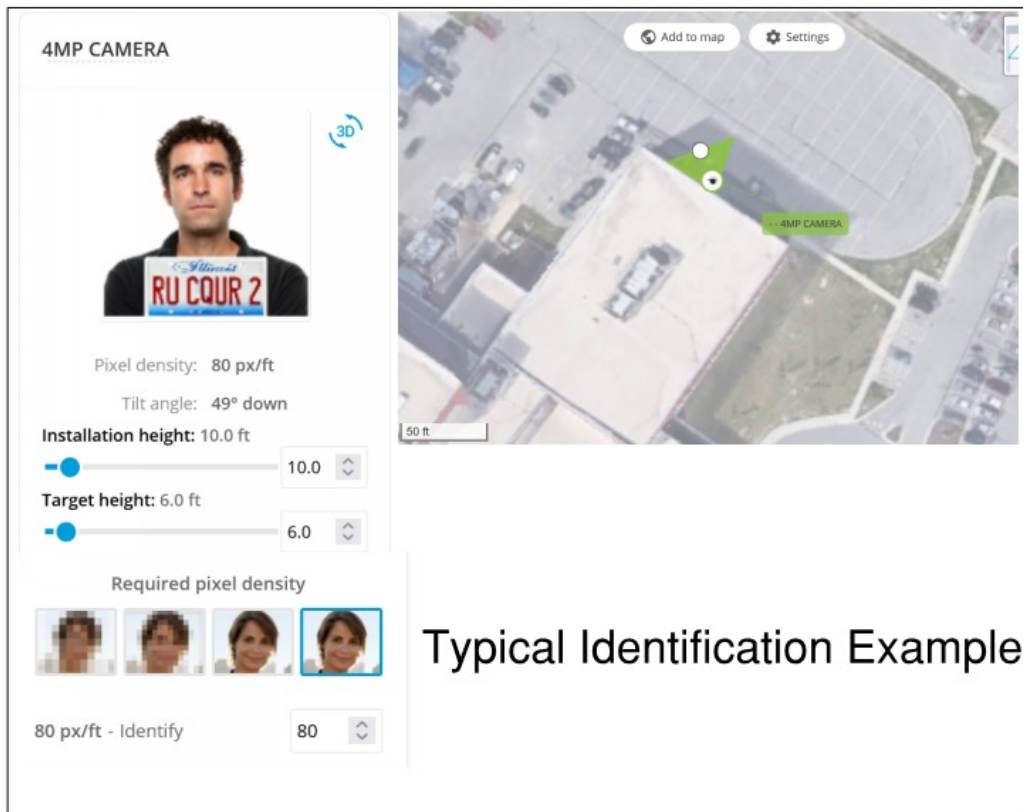 4MP CAMERA
3D
Illinois
RU CQUR 2
Pixel density: 80 px/ft
Tilt angle: 49° down
Installation height: 10.0 ft
10.0
Target height: 6.0 ft
6.0
Required pixel density
80 px/ft - Identify
80
Add to map
Settings
- - 4MP CAMERA
50 ft
Typical Identification Example